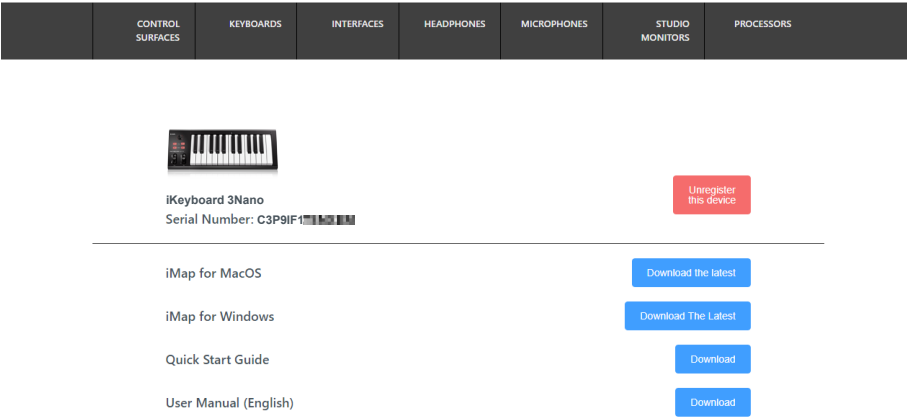 CONTROL SURFACES
KEYBOARDS
INTERFACES
HEADPHONES
MICROPHONES
STUDIO MONITORS
PROCESSORS
iKeyboard 3Nano
Serial Number: C3P9IF1
Unregister
this device
iMap for MacOS
Download the latest
iMap for Windows
Download The Latest
Quick Start Guide
Download
User Manual (English)
Download